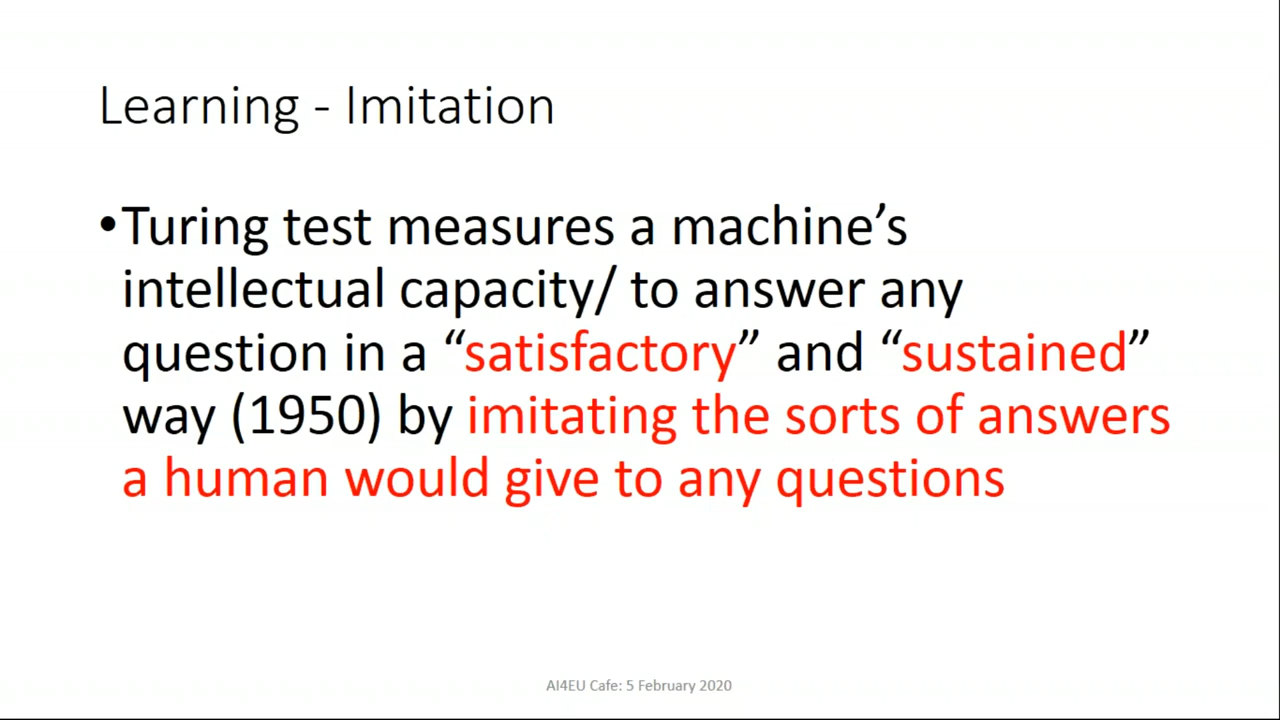 Learning - Imitation
•Turing test measures a machine’s
intellectual capacity/ to answer any
question in a “satisfactory” and “sustained”
way (1950) by imitating the sorts of answers
a human would give to any questions
AI4EU Cafe: 5 February 2020